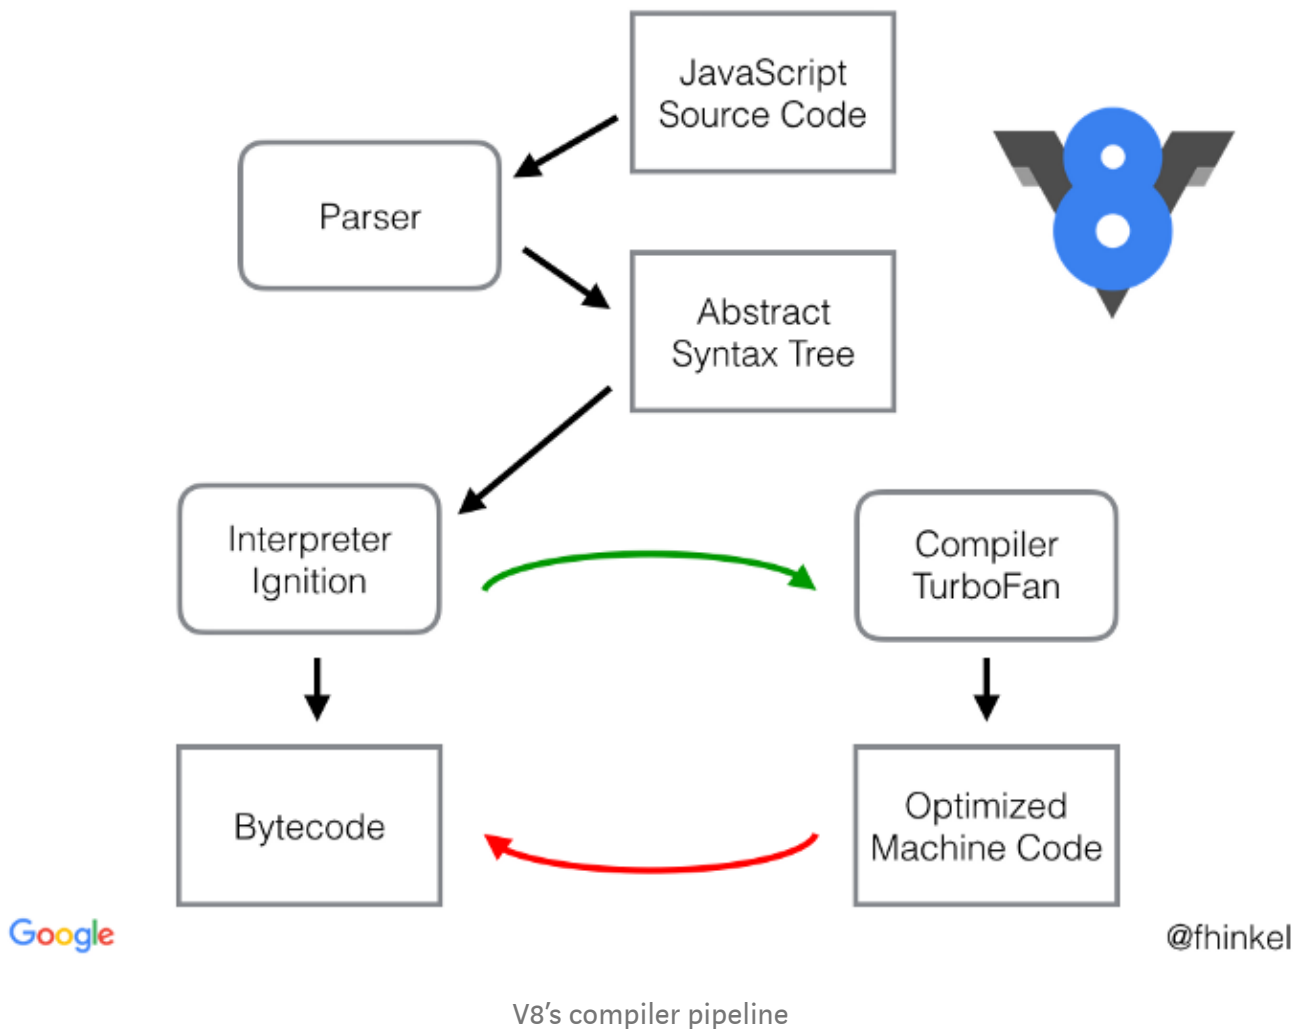 JavaScript
Source Code
Parser
8
Abstract
Syntax Tree
Interpreter
Ignition
Compiler
TurboFan
Bytecode
Optimized
Machine Code
Google
@fhinkel
V8's compiler pipeline